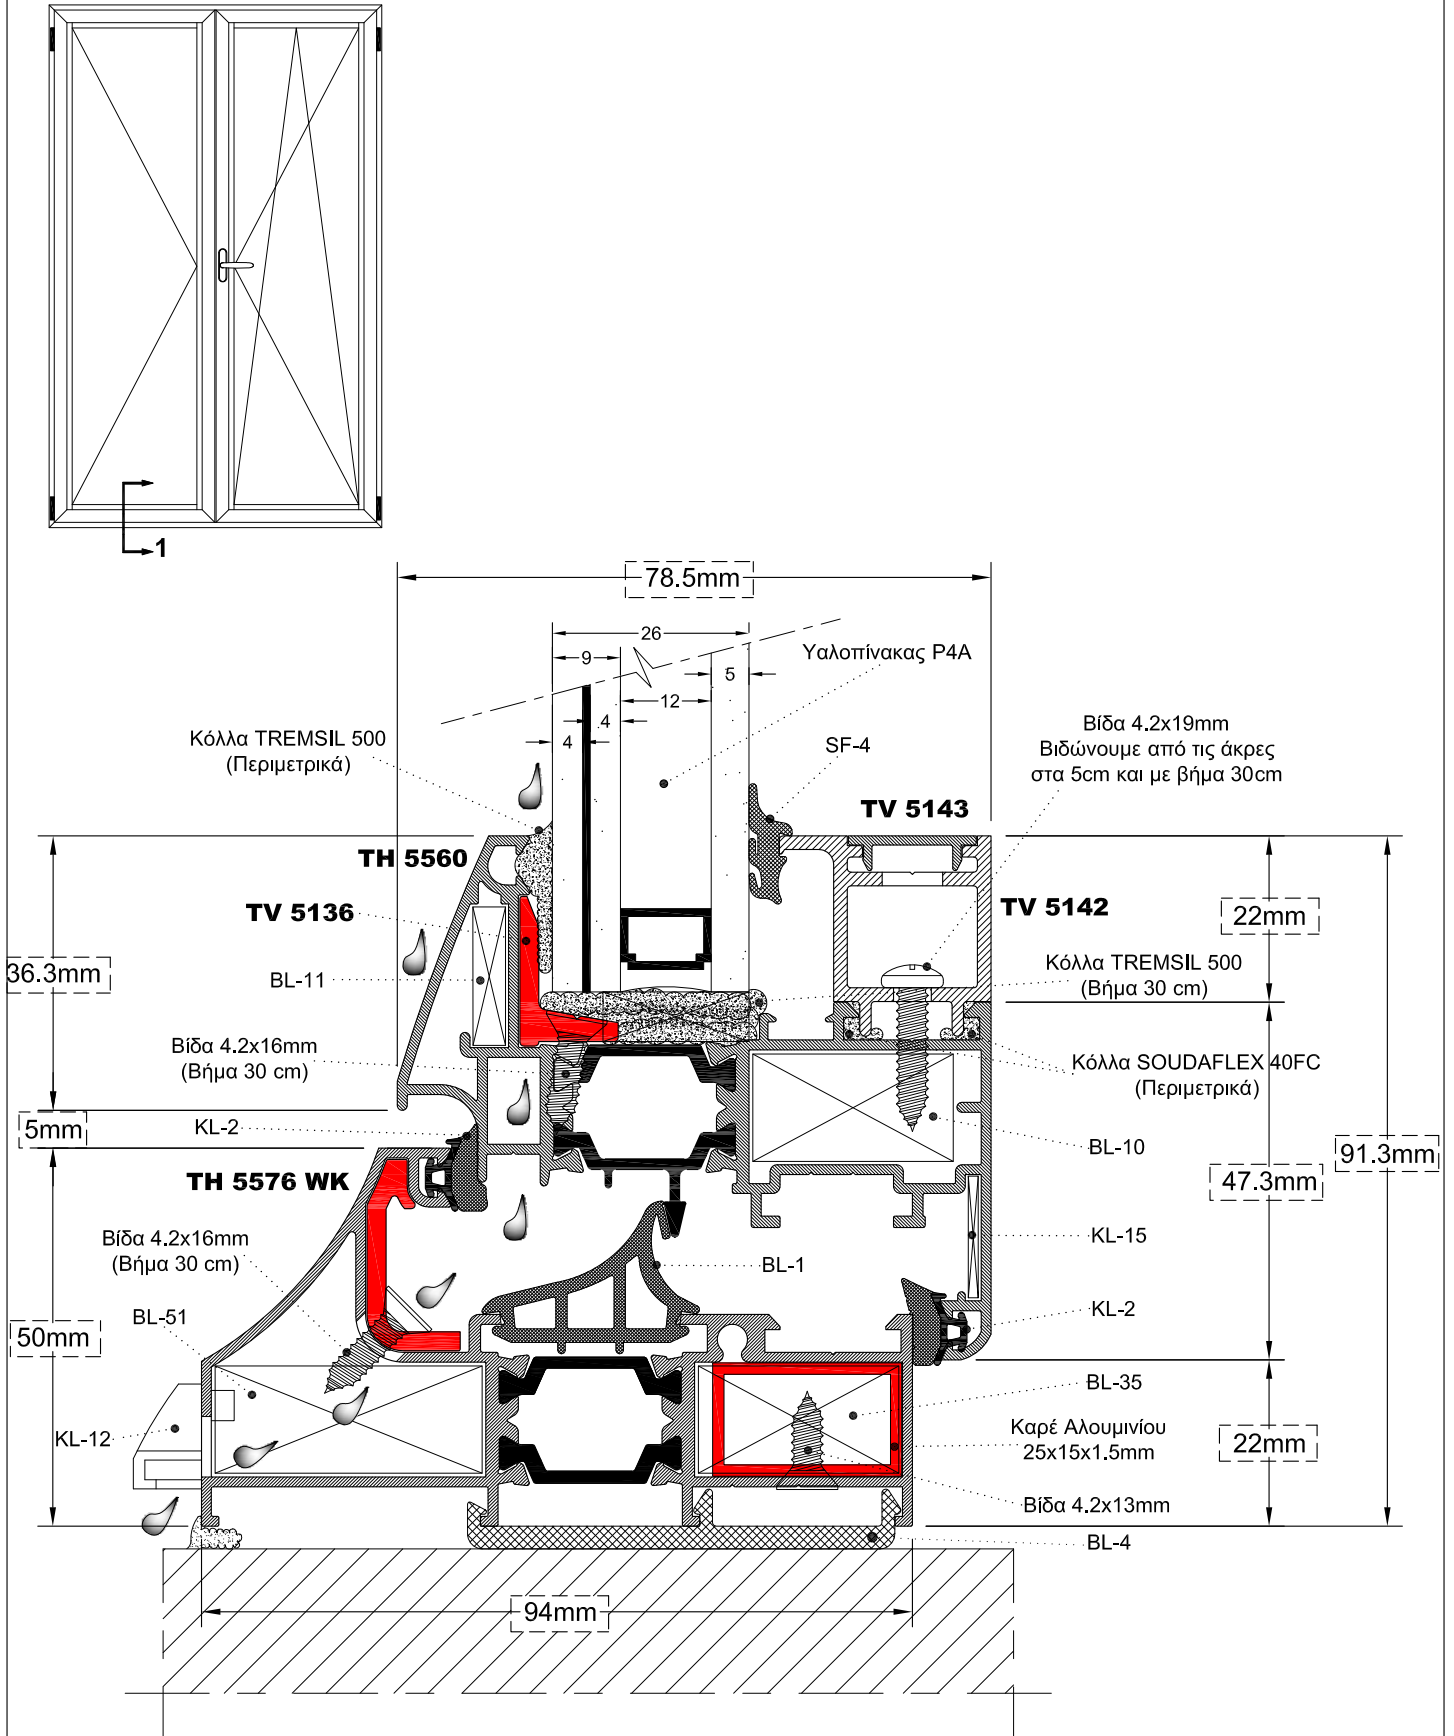 1
78.5mm
26
9
5
12
4
4
Υαλοπίνακας P4A
Κόλλα TREMSIL 500
(Περιμετρικά)
SF-4
Βίδα 4.2x19mm
Βιδώνουμε από τις άκρες
στα 5cm και με βήμα 30cm
TV 5143
TH 5560
TV 5136
TV 5142
22mm
36.3mm
BL-11
Κόλλα TREMSIL 500
(Βήμα 30 cm)
Βίδα 4.2x16mm
(Βήμα 30 cm)
Κόλλα SOUDAFLEX 40FC
(Περιμετρικά)
5mm
KL-2
BL-10
91.3mm
TH 5576 WK
47.3mm
Βίδα 4.2x16mm
(Βήμα 30 cm)
KL-15
BL-1
BL-51
KL-2
50mm
BL-35
KL-12
Καρέ Αλουμινίου
25x15x1.5mm
22mm
Βίδα 4.2x13mm
BL-4
94mm